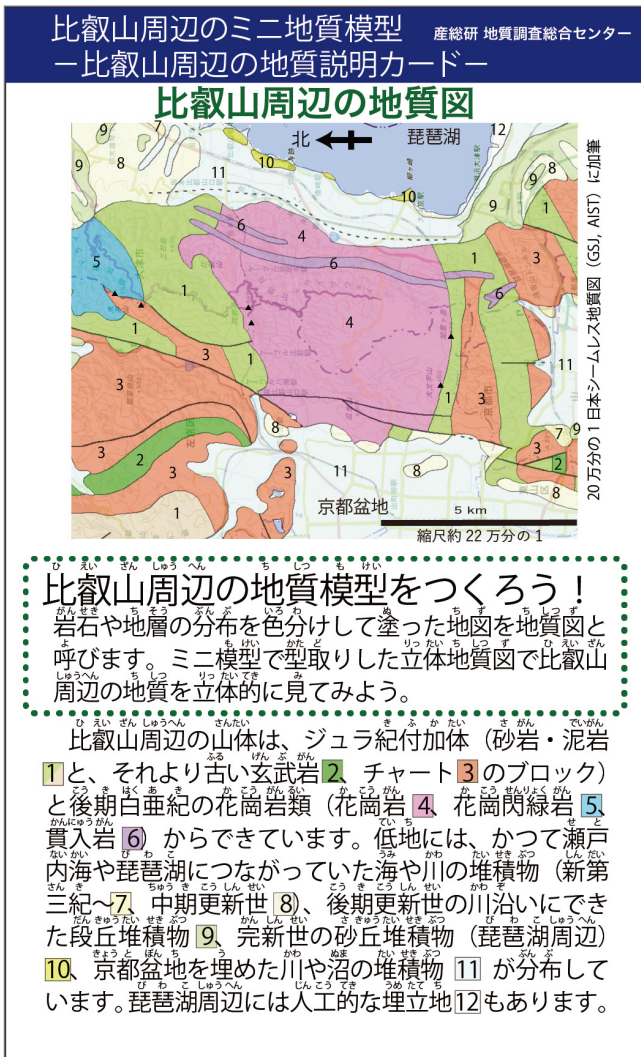 比叡山周辺のミニ地質模型 産総研 地質調査総合センター
－比叡山周辺の地質説明カード－
比叡山周辺の地質図
北
琵琶湖
京都盆地
5 km
縮尺約 22 万分の 1
20 万分の 1 日本シームレス地質図（GSJ, AIST）に加筆
比叡山周辺の地質模型をつくろう！
岩石や地層の分布を色分けして塗った地図を地質図と
呼びます。ミニ模型で型取りした立体地質図で比叡山
周辺の地質を立体的に見てみよう。
比叡山周辺の山体は、ジュラ紀付加体（砂岩・泥岩
1と、それより古い玄武岩2、チャート3のブロック）
と後期白亜紀の花崗岩類（花崗岩4、花崗閃緑岩5、
貫入岩6）からできています。低地には、かつて瀬戸
内海や琵琶湖につながっていた海や川の堆積物（新第
三紀～7、中期更新世8）、後期更新世の川沿いにでき
た段丘堆積物9、完新世の砂丘堆積物（琵琶湖周辺）
10、京都盆地を埋めた川や沼の堆積物11が分布して
います。琵琶湖周辺には人工的な埋立地12もあります。